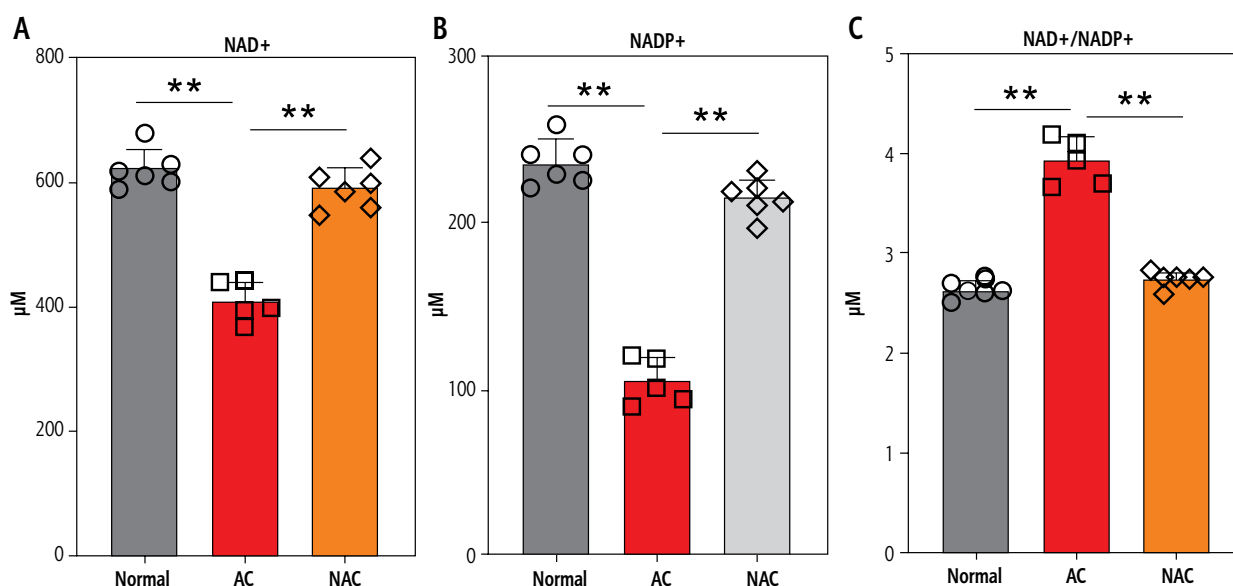 A
NAD+
800
600
400
200
0
µM
**
**
Normal AC NAC
B
NADP+
300
200
100
0
µM
**
**
Normal AC NAC
C
NAD+/NADP+
5
4
3
2
1
0
µM
**
**
Normal AC NAC